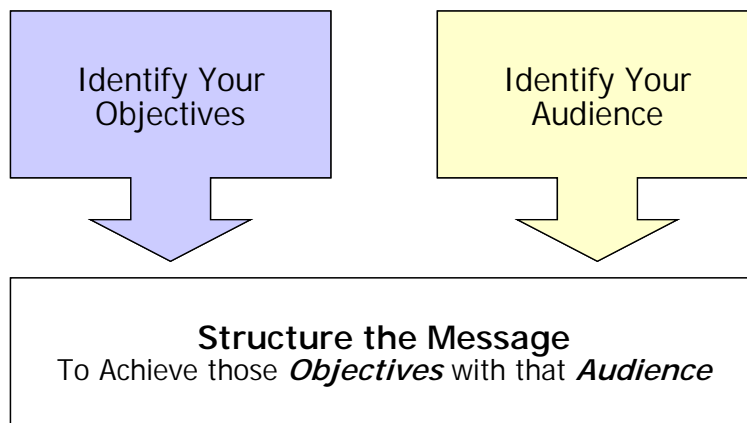 Identify Your
Objectives
Identify Your
Audience
Structure the Message
To Achieve those Objectives with that Audience